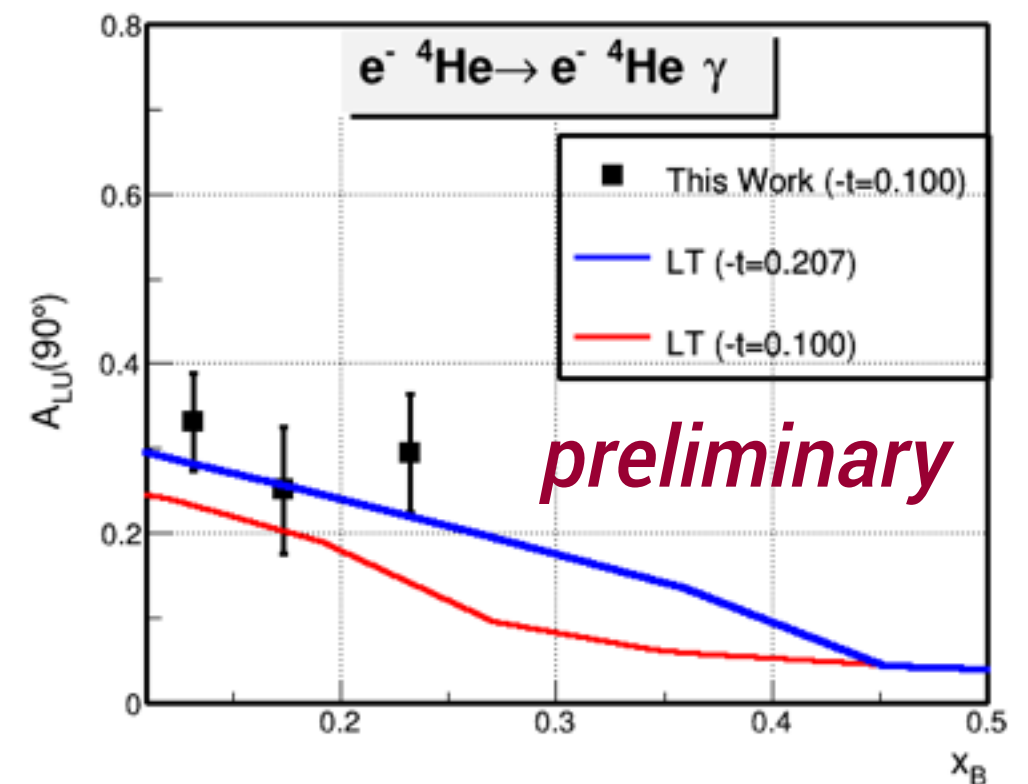 e⁻ ⁴He→ e⁻ ⁴He γ
This Work (-t=0.100)
LT (-t=0.207)
LT (-t=0.100)
preliminary
A_LU(90°)
0.8
0.6
0.4
0.2
0
0.2 0.3 0.4 0.5
x_B